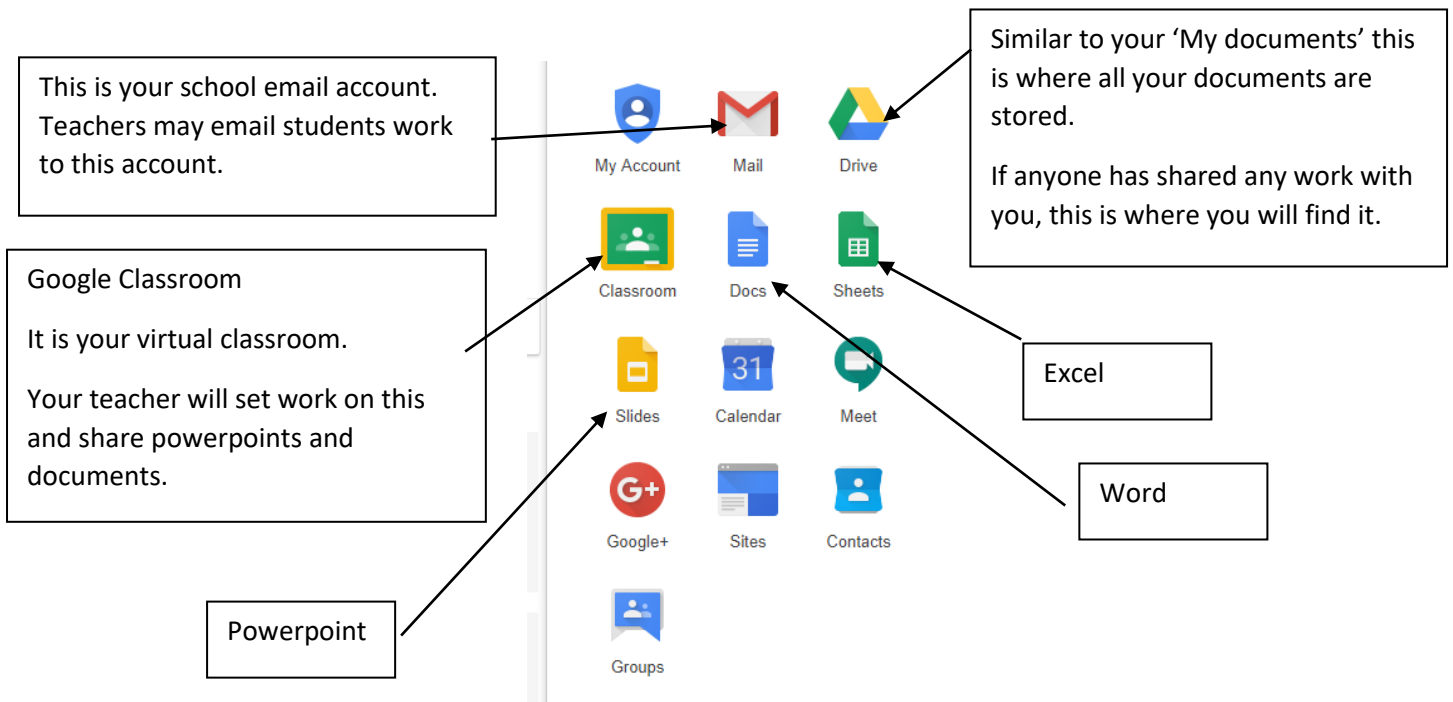 This is your school email account.
Teachers may email students work
to this account.
Similar to your ‘My documents’ this
is where all your documents are
stored.
If anyone has shared any work with
you, this is where you will find it.
My Account
Mail
Drive
Google Classroom
It is your virtual classroom.
Your teacher will set work on this
and share powerpoints and
documents.
Classroom
Docs
Sheets
Excel
31
Slides
Calendar
Meet
Word
G+
Google+
Sites
Contacts
Powerpoint
Groups